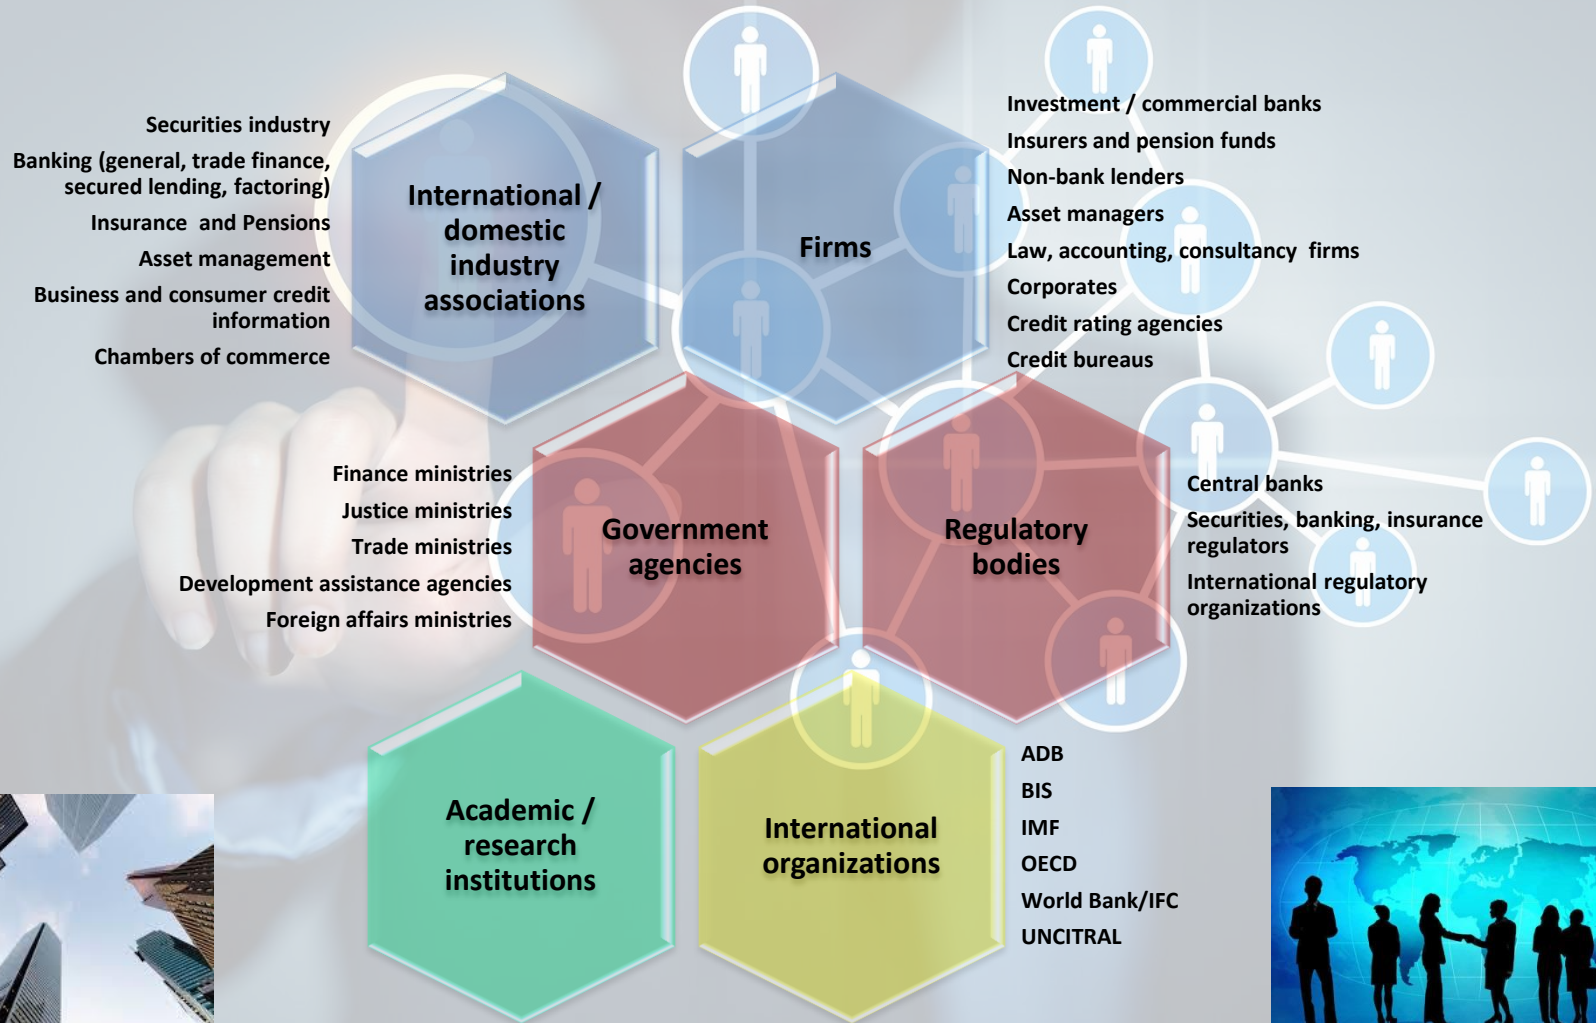 Securities industry
Banking (general, trade finance,
secured lending, factoring)
Insurance and Pensions
Asset management
Business and consumer credit
information
Chambers of commerce
International /
domestic
industry
associations
Firms
Investment / commercial banks
Insurers and pension funds
Non-bank lenders
Asset managers
Law, accounting, consultancy firms
Corporates
Credit rating agencies
Credit bureaus
Finance ministries
Justice ministries
Trade ministries
Development assistance agencies
Foreign affairs ministries
Government
agencies
Regulatory
bodies
Central banks
Securities, banking, insurance
regulators
International regulatory
organizations
Academic /
research
institutions
International
organizations
ADB
BIS
IMF
OECD
World Bank/IFC
UNCITRAL